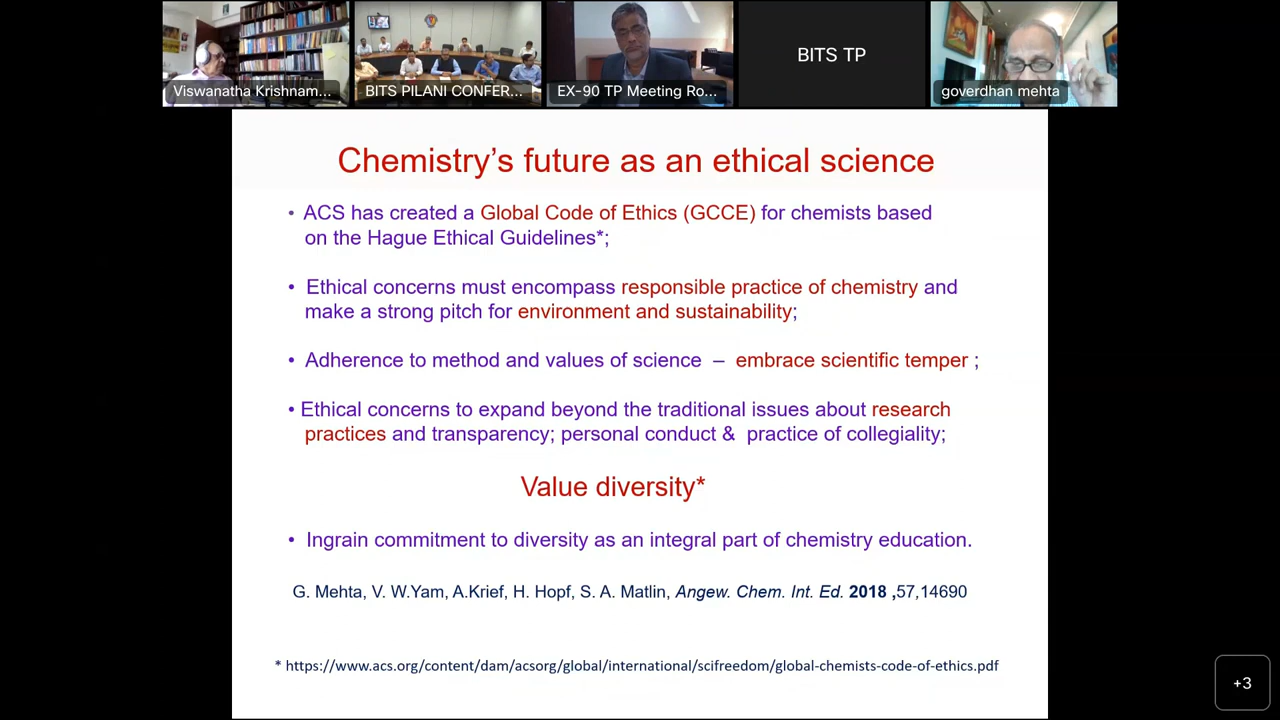 Viswanatha Krishnam...
BITS PILANI CONFER...
EX-90 TP Meeting Ro...
BITS TP
goverdhan mehta
Chemistry’s future as an ethical science
• ACS has created a Global Code of Ethics (GCCE) for chemists based
on the Hague Ethical Guidelines*;
• Ethical concerns must encompass responsible practice of chemistry and
make a strong pitch for environment and sustainability;
• Adherence to method and values of science – embrace scientific temper ;
• Ethical concerns to expand beyond the traditional issues about research
practices and transparency; personal conduct & practice of collegiality;
Value diversity*
• Ingrain commitment to diversity as an integral part of chemistry education.
G. Mehta, V. W.Yam, A.Krief, H. Hopf, S. A. Matlin, Angew. Chem. Int. Ed. 2018 ,57,14690
* https://www.acs.org/content/dam/acsorg/global/international/scifreedom/global-chemists-code-of-ethics.pdf
+3